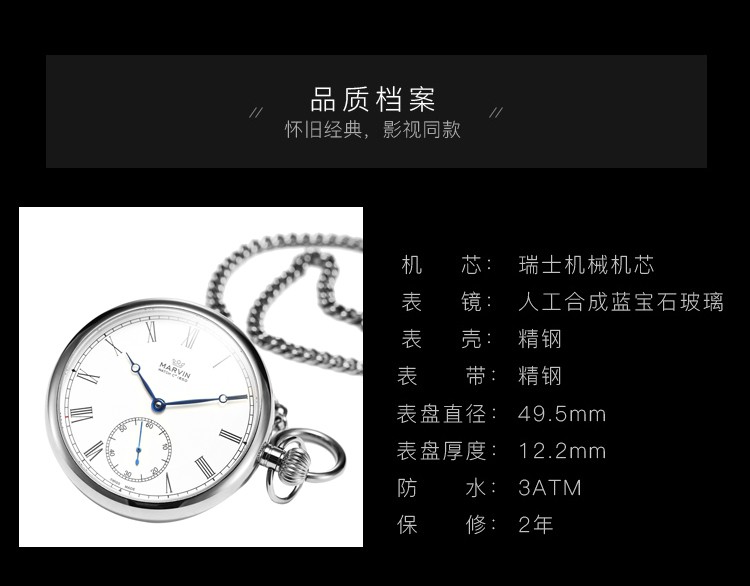 品质档案
// 怀旧经典，影视同款 //
机 芯： 瑞士机械机芯
表 镜： 人工合成蓝宝石玻璃
表 壳： 精钢
表 带： 精钢
表盘直径： 49.5mm
表盘厚度： 12.2mm
防 水： 3ATM
保 修： 2年
MARVIN